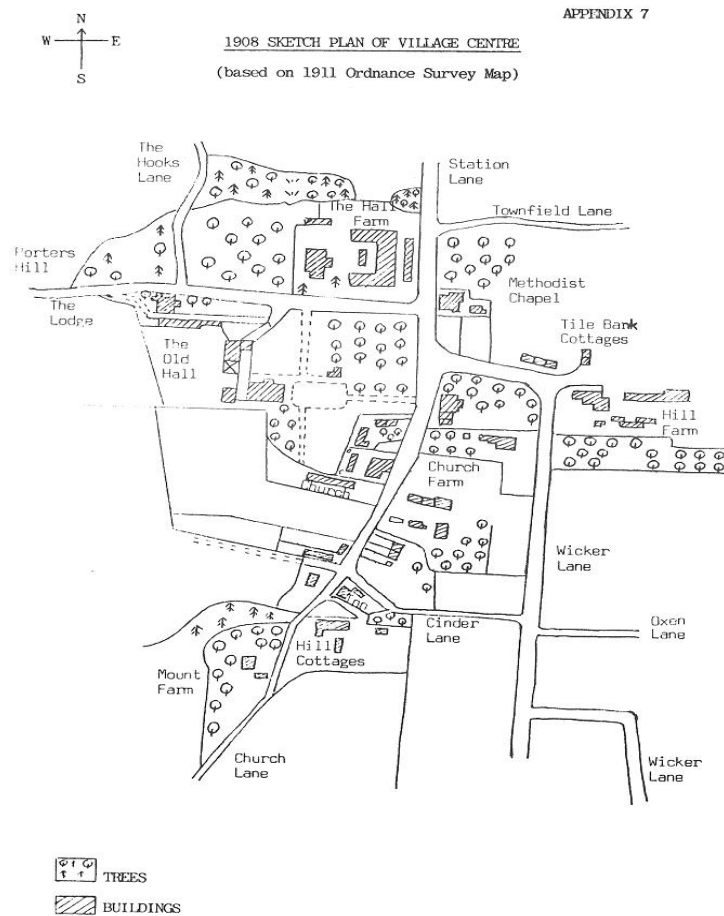 APPENDIX 7
N
W E
S
1908 SKETCH PLAN OF VILLAGE CENTRE
(based on 1911 Ordnance Survey Map)
The
Hooks
Lane
Station
Lane
The Hall
Farm
Townfield Lane
Porters
Hill
Methodist
Chapel
The
Lodge
Tile Bank
Cottages
The
Old
Hall
Hill
Farm
Church
Farm
Church
Wicker
Lane
Inn
Cinder
Lane
Oxen
Lane
Hill
Cottages
Mount
Farm
Church
Lane
Wicker
Lane
TREES
BUILDINGS